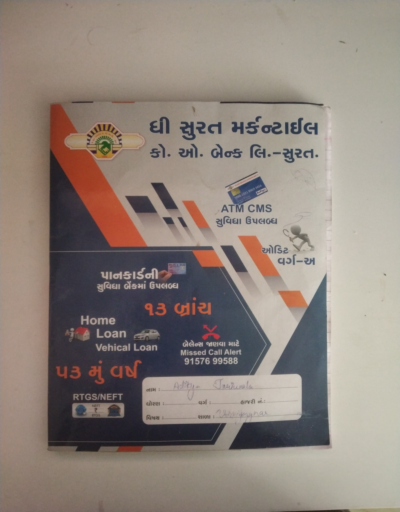 ધી સુરત મર્કન્ટાઈલ
કો. ઓ. બેન્ક લિ.-સુરત.
ATM CMS
સુવિધા ઉપલબ્ધ
ઓડિટ
વર્ગ-અ
પાનકાર્ડની
સુવિધા બેંકમાં ઉપલબ્ધ
૧૩ બ્રાંચ
Home
Loan
Vehical Loan
બેલેન્સ જાણવા માટે
Missed Call Alert
91576 99588
૫૩ મું વર્ષ
RTGS/NEFT
નામ :
ધોરણ : વર્ગ : હાજરી નં.
વિષય : શાળા :